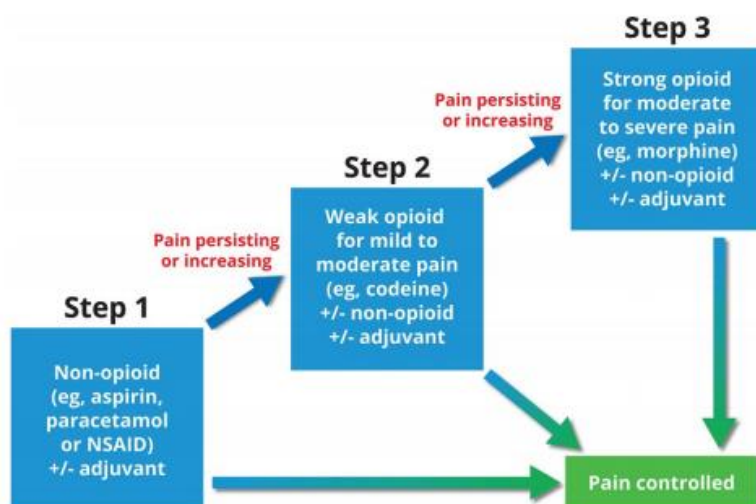 Step 1
Non-opioid
(eg, aspirin,
paracetamol
or NSAID)
+/- adjuvant
Pain persisting
or increasing
Step 2
Weak opioid
for mild to
moderate pain
(eg, codeine)
+/- non-opioid
+/- adjuvant
Pain persisting
or increasing
Step 3
Strong opioid
for moderate
to severe pain
(eg, morphine)
+/- non-opioid
+/- adjuvant
Pain controlled